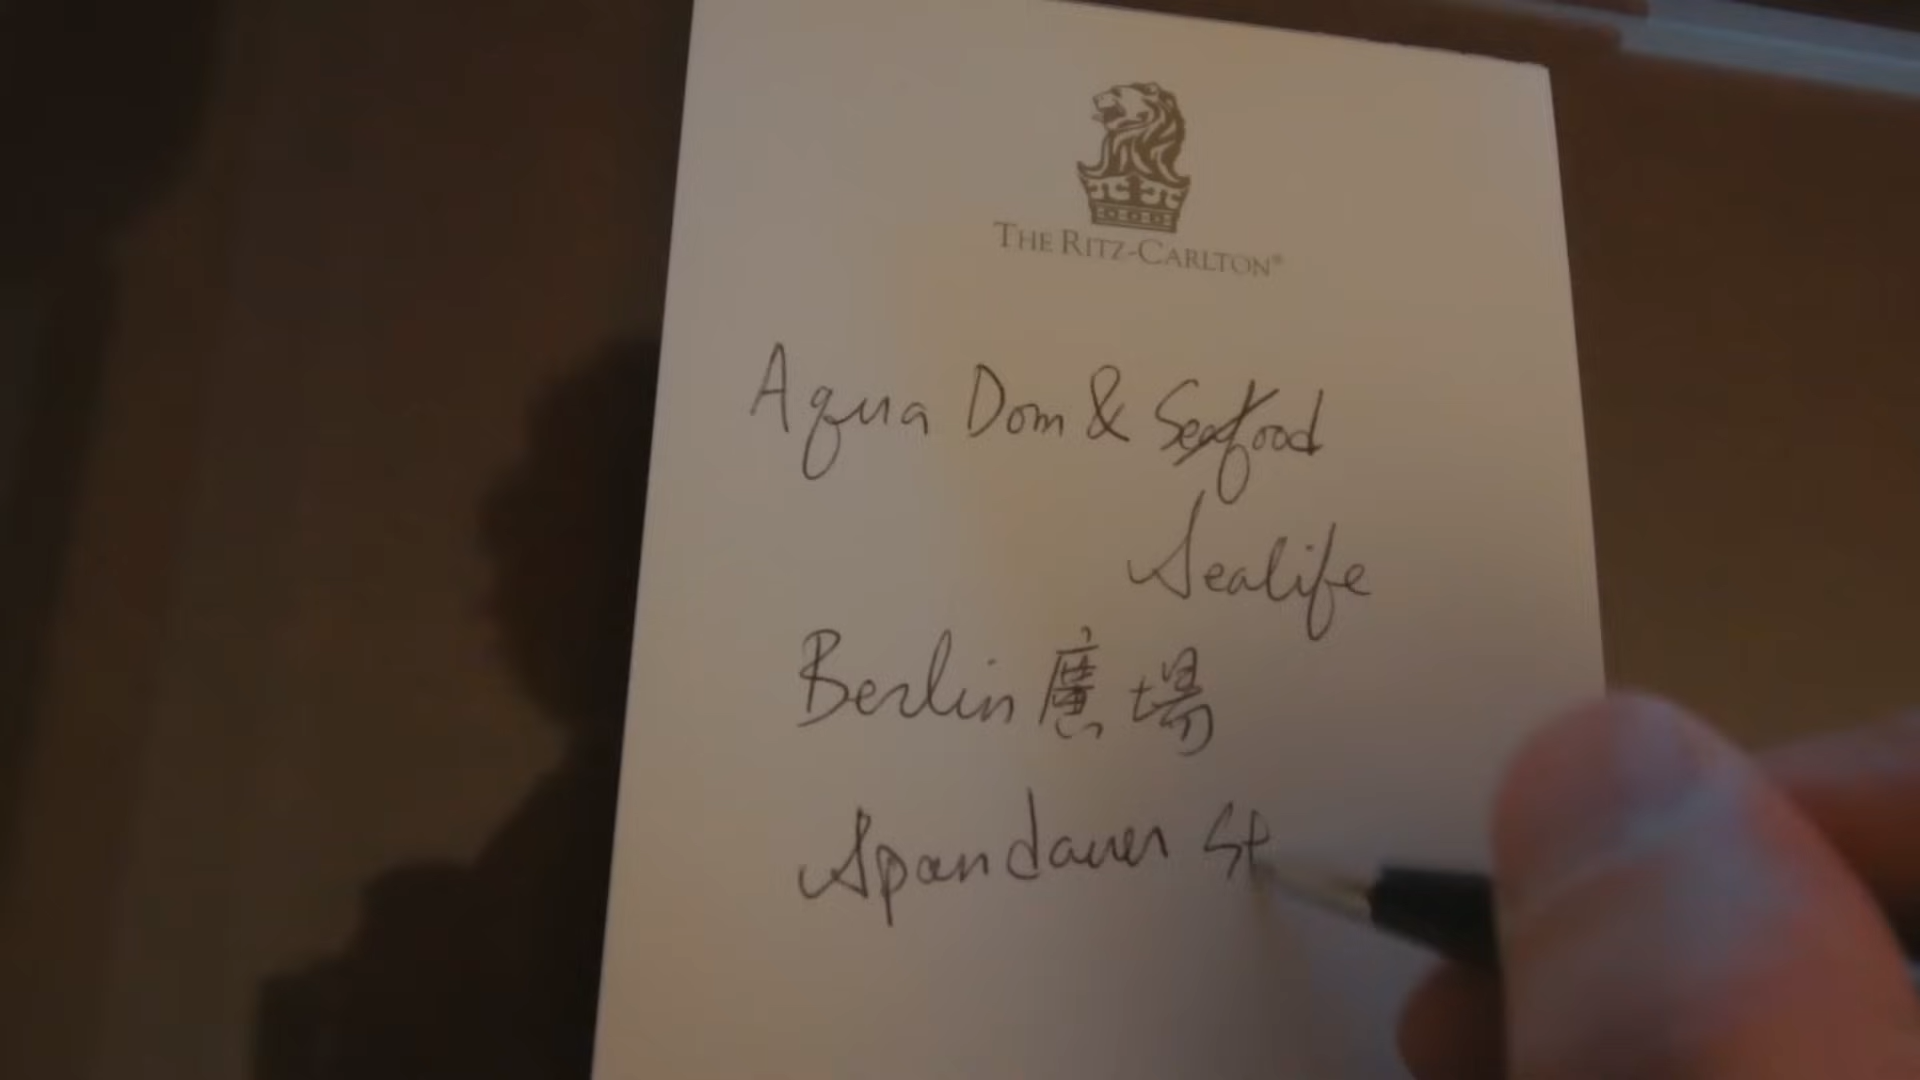 THE RITZ-CARLTON®
Aqua Dom & Seafood
Sealife
Berlin 廣場
Spandauer St